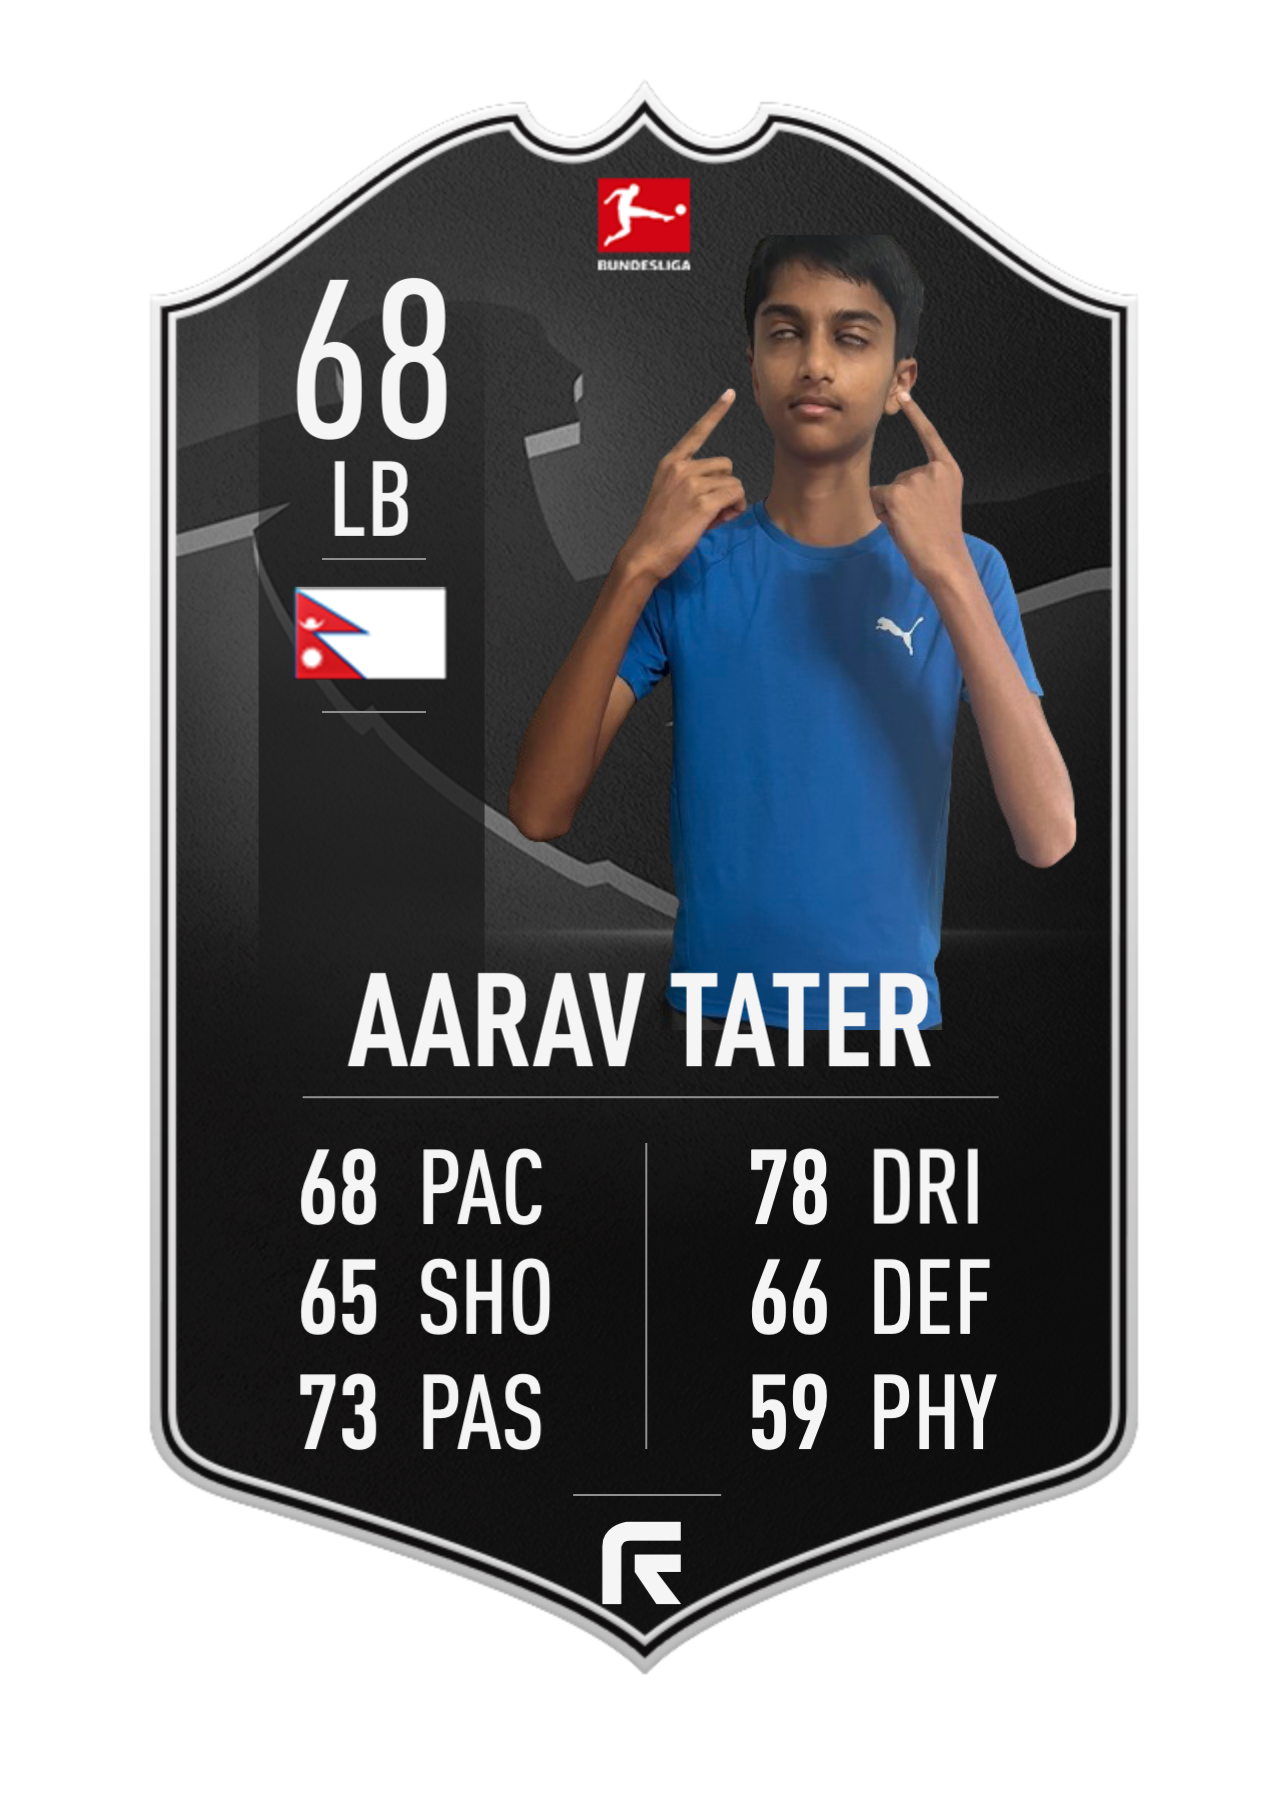 BUNDESLIGA
68
LB
AARAV TATER
68 PAC
65 SHO
73 PAS
78 DRI
66 DEF
59 PHY